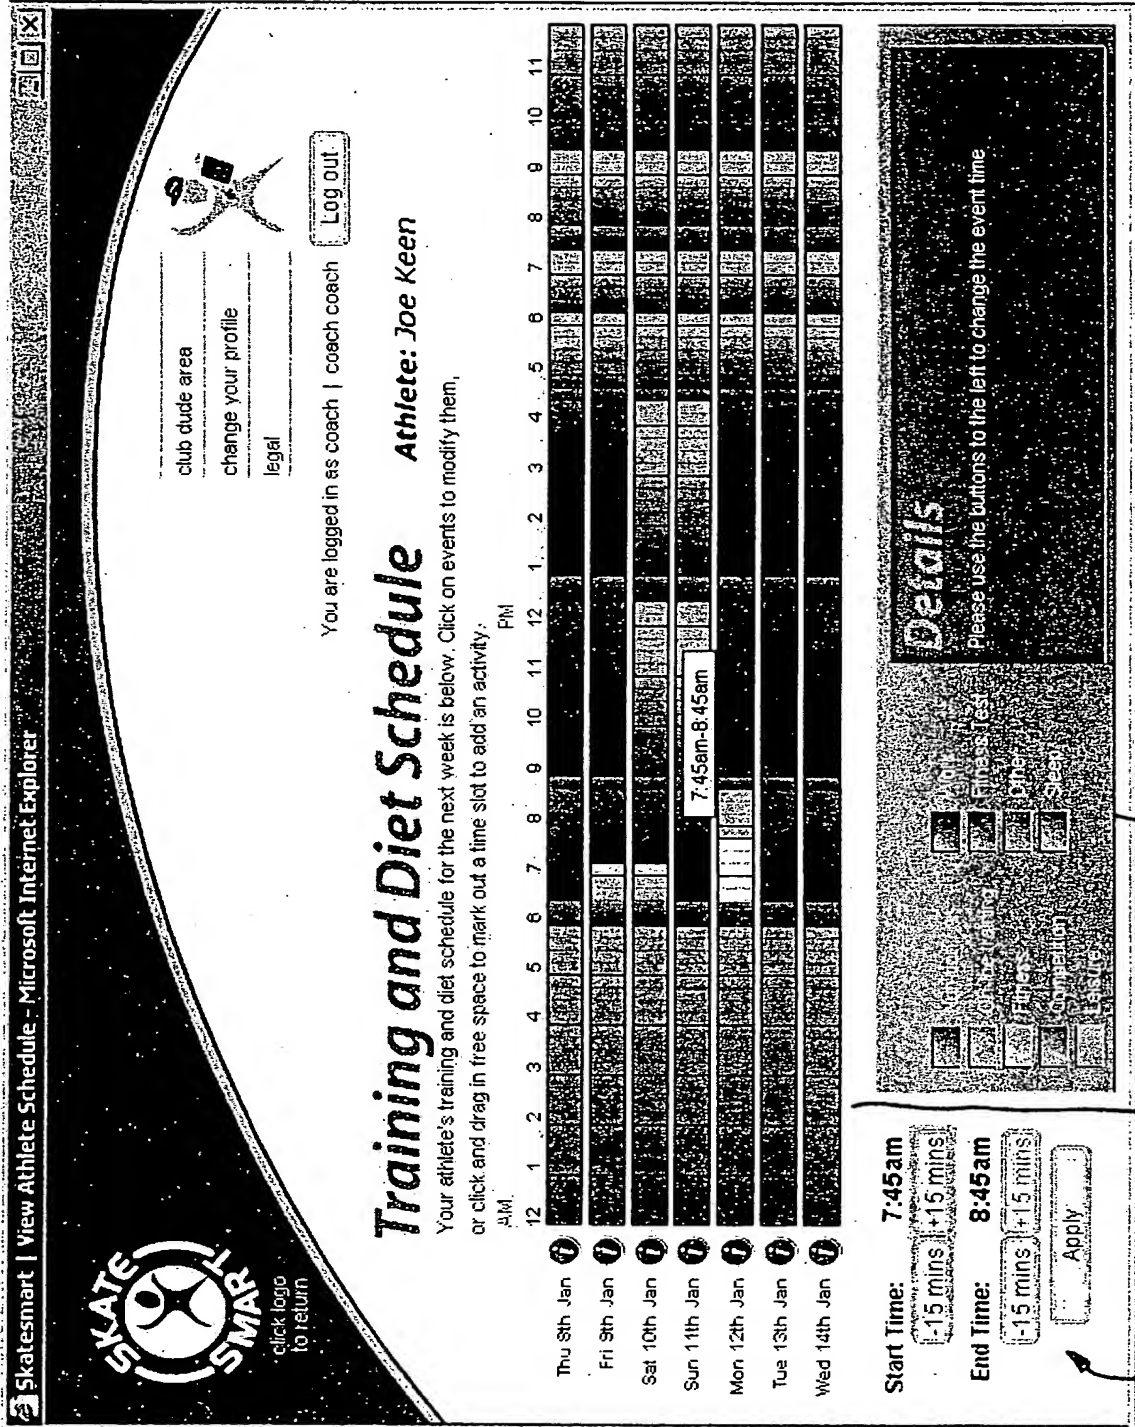 Skatesmart | View Athlete Schedule - Microsoft Internet Explorer
SKATE
SMART
click logo
to return
club dude area
change your profile
legal
You are logged in as coach | coach coach
Log out
Training and Diet Schedule
Athlete: Joe Keen
Your athlete's training and diet schedule for the next week is below. Click on events to modify them,
or click and drag in free space to mark out a time slot to add an activity.
AM PM
12 1 2 3 4 5 6 7 8 9 10 11 12 1 2 3 4 5 6 7 8 9 10 11
Thu 8th Jan
Fri 9th Jan
Sat 10th Jan
Sun 11th Jan
Mon 12th Jan
Tue 13th Jan
Wed 14th Jan
7:45am-8:45am
Start Time: 7:45am
-15 mins +15 mins
End Time: 8:45am
-15 mins +15 mins
Apply
Fitness
Competition
Leisure
Fitness Test
Other
Sleep
Details
Please use the buttons to the left to change the event time